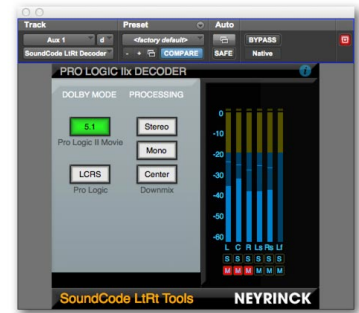 Track Preset Auto
Aux 1 d <factory default> BYPASS
SoundCode LtRt Decoder - + COMPARE SAFE Native
PRO LOGIC IIx DECODER i
DOLBY MODE PROCESSING
5.1 Stereo
Pro Logic II Movie
Mono
LCRS Center
Pro Logic Downmix
0
-10
-20
-30
-40
-50
-60
L C R Ls Rs Lf
S S S S S S
M M M M M M
SoundCode LtRt Tools NEYRINCK